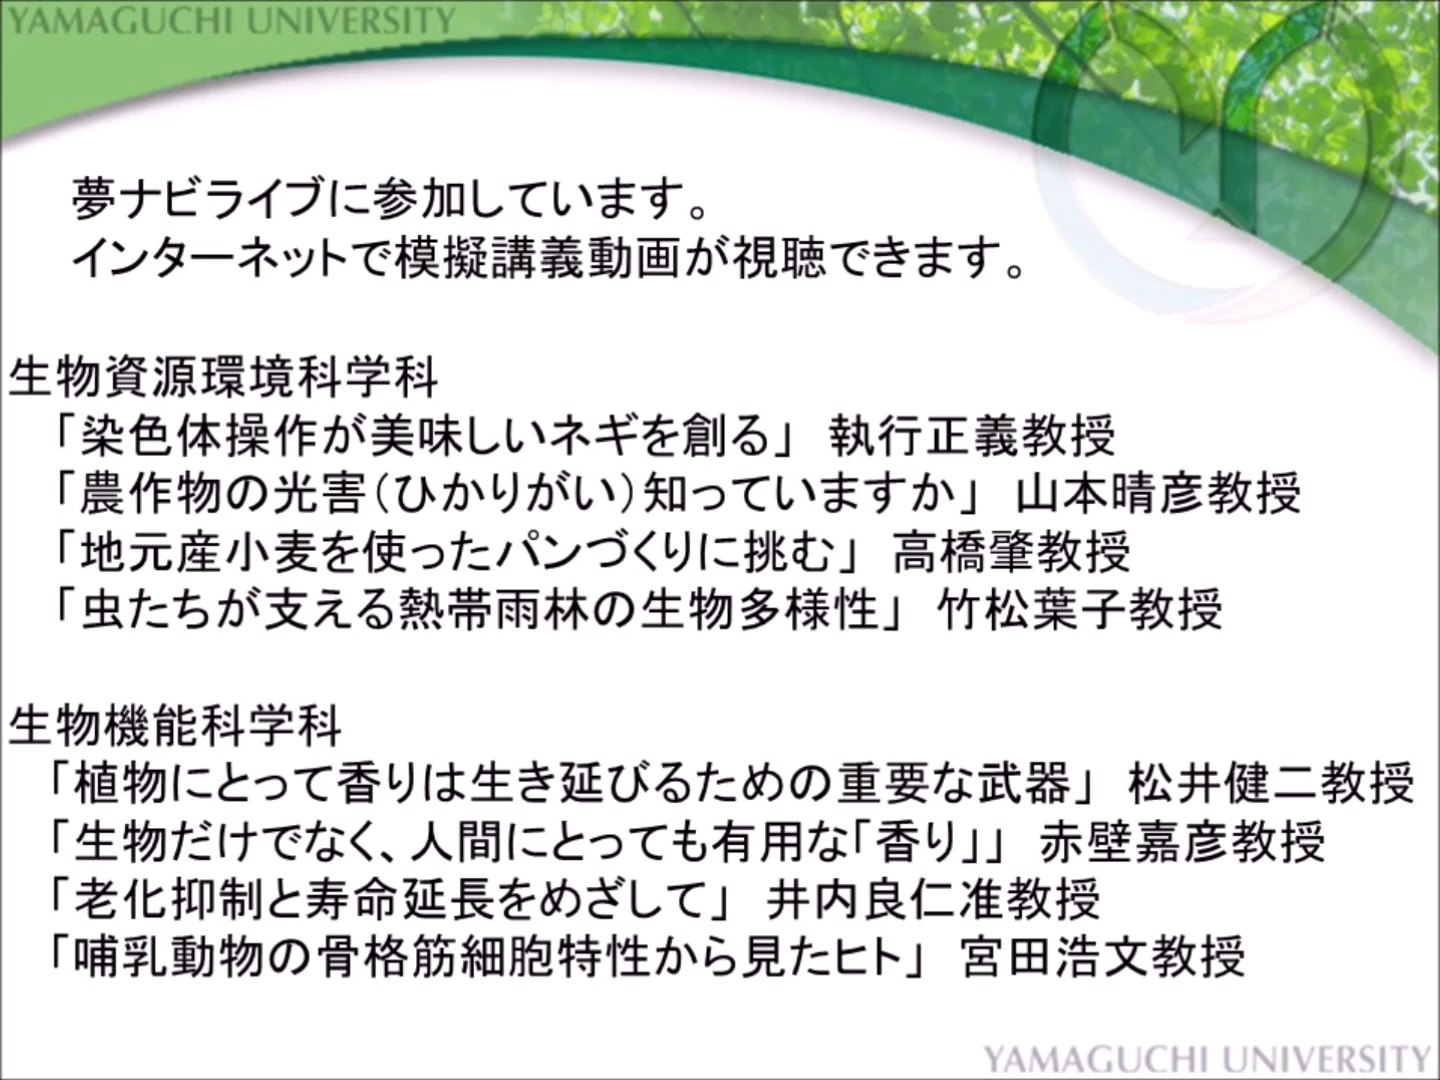 YAMAGUCHI UNIVERSITY
夢ナビライブに参加しています。
インターネットで模擬講義動画が視聴できます。
生物資源環境科学科
「染色体操作が美味しいネギを創る」 執行正義教授
「農作物の光害（ひかりがい）知っていますか」 山本晴彦教授
「地元産小麦を使ったパンづくりに挑む」 高橋肇教授
「虫たちが支える熱帯雨林の生物多様性」 竹松葉子教授
生物機能科学科
「植物にとって香りは生き延びるための重要な武器」 松井健二教授
「生物だけでなく、人間にとっても有用な「香り」」 赤壁嘉彦教授
「老化抑制と寿命延長をめざして」 井内良仁准教授
「哺乳動物の骨格筋細胞特性から見たヒト」 宮田浩文教授
YAMAGUCHI UNIVERSITY